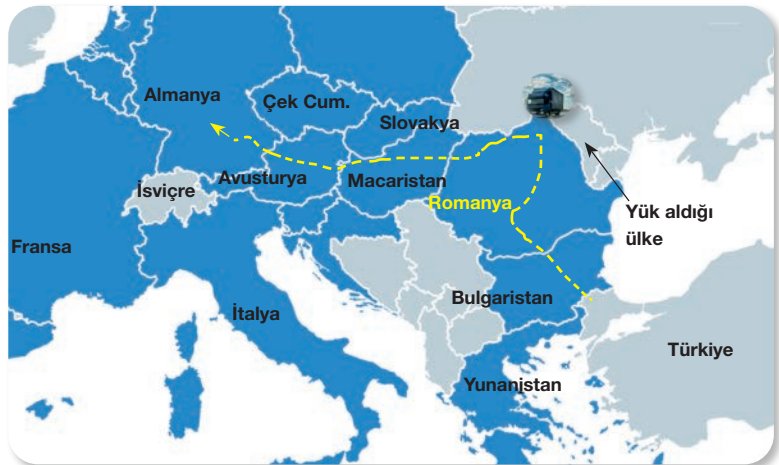 Almanya
Çek Cum.
Slovakya
İsviçre
Avusturya
Macaristan
Romanya
Yük aldığı
ülke
Fransa
Bulgaristan
İtalya
Türkiye
Yunanistan